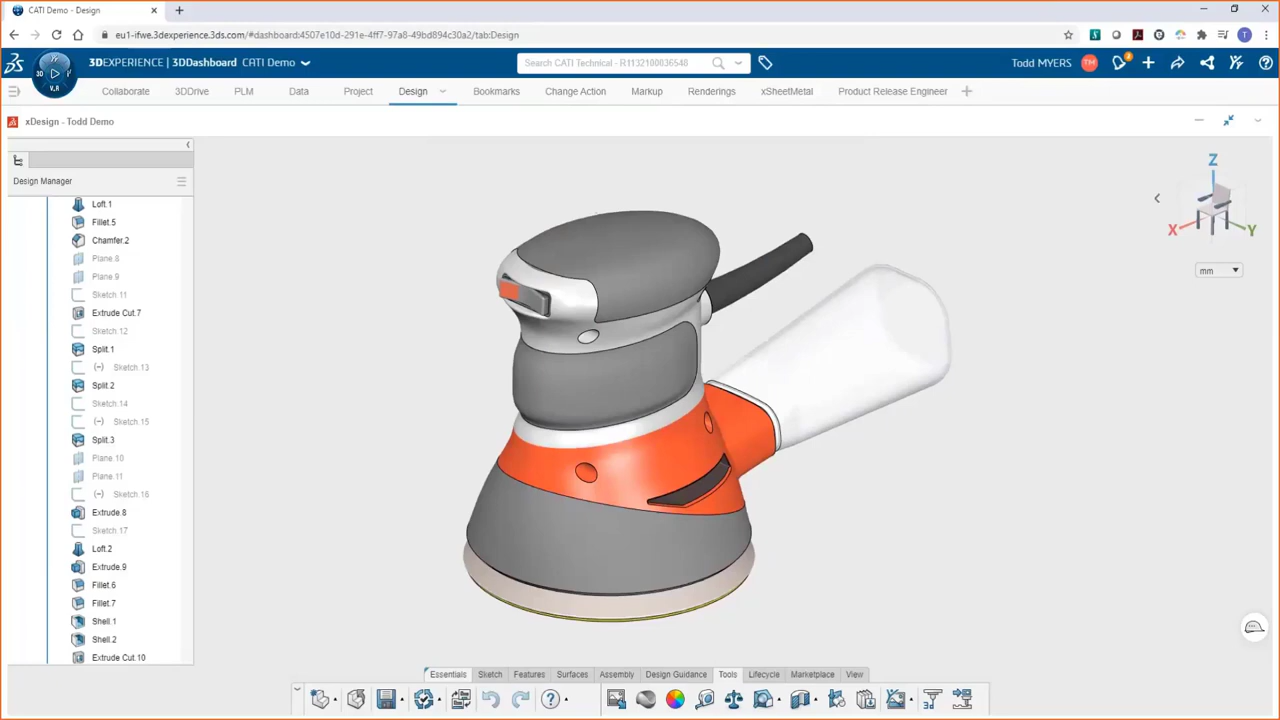 CATI Demo - Design
eu1-ifwe.3dexperience.3ds.com/#dashboard:4507e10d-291e-4ff7-97a8-49bd894c30a2/tab:Design
3DEXPERIENCE | 3DDashboard CATI Demo
Search CATI Technical - R1132100036548
Todd MYERS TM
3D V.R
Collaborate 3DDrive PLM Data Project Design Bookmarks Change Action Markup Renderings xSheetMetal Product Release Engineer
xDesign - Todd Demo
Design Manager
Loft.1
Fillet.5
Chamfer.2
Plane.8
Plane.9
Sketch 11
Extrude Cut.7
Sketch 12
Split.1
(-) Sketch.13
Split.2
Sketch 14
(-) Sketch 15
Split.3
Plane.10
Plane.11
(-) Sketch 16
Extrude.8
Sketch 17
Loft.2
Extrude.9
Fillet.6
Fillet.7
Shell.1
Shell.2
Extrude Cut.10
Z
X Y
mm
Essentials Sketch Features Surfaces Assembly Design Guidance Tools Lifecycle Marketplace View